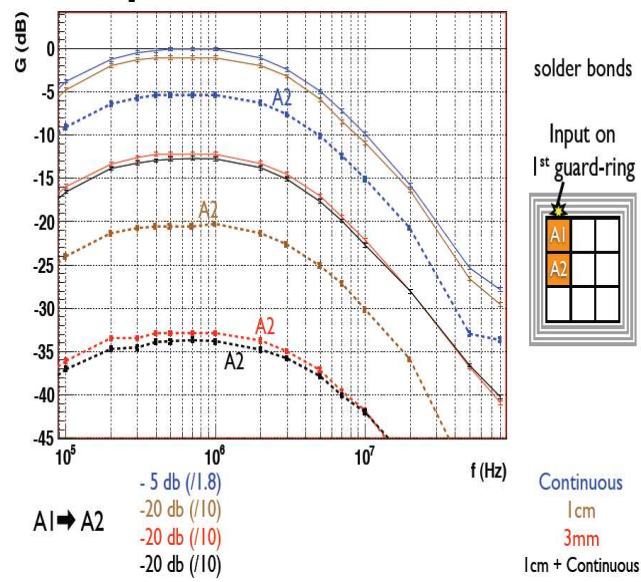 G (dB)
0
-5
-10
-15
-20
-25
-30
-35
-40
-45
A2
A2
A2
A2
10⁵
10⁶
10⁷
f (Hz)
solder bonds
Input on
1ˢᵗ guard-ring
A1
A2
A1➡ A2
- 5 db (/1.8)
-20 db (/10)
-20 db (/10)
-20 db (/10)
Continuous
1cm
3mm
1cm + Continuous